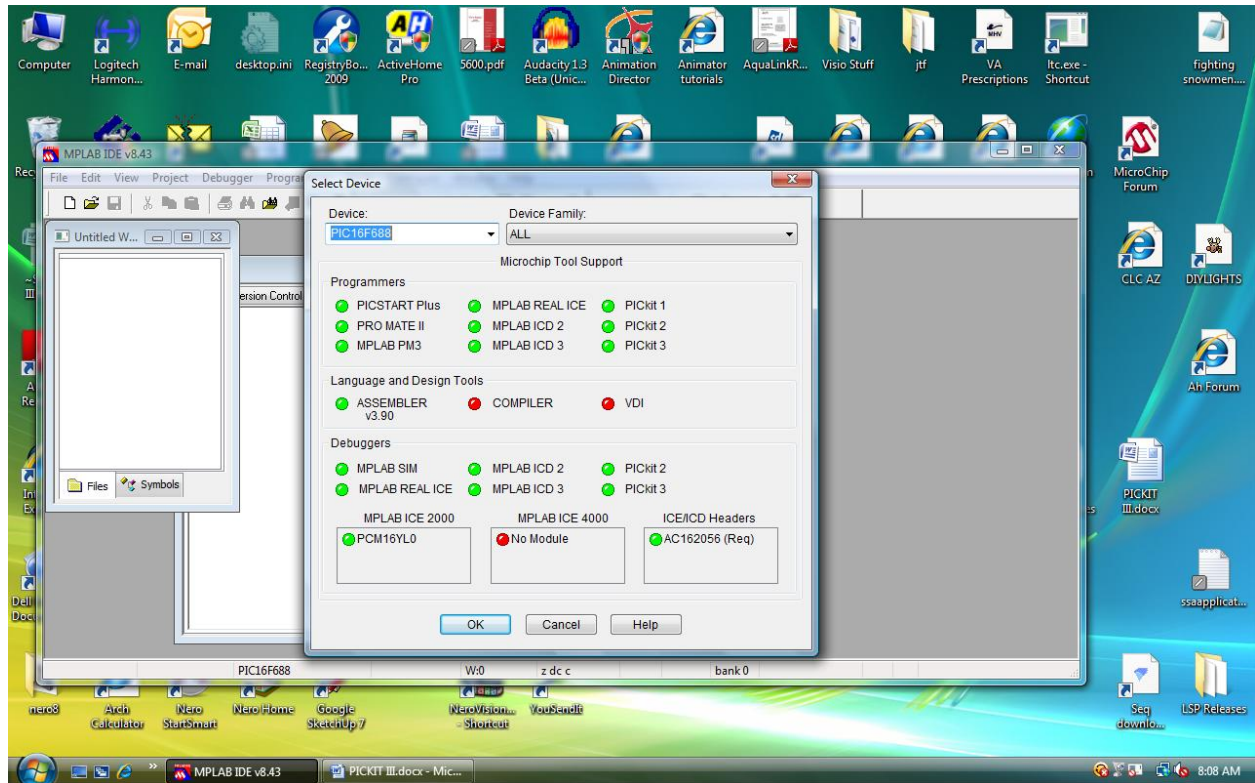 Computer
Logitech
Harmon...
E-mail
desktop.ini
RegistryBo...
2009
ActiveHome
Pro
5600.pdf
Audacity 1.3
Beta (Unic...
Animation
Director
Animator
tutorials
AquaLinkR...
Visio Stuff
jtf
VA
Prescriptions
ltc.exe -
Shortcut
fighting
snowmen....
MPLAB IDE v8.43
File Edit View Project Debugger
Select Device
Device:
Device Family:
PIC16F688
ALL
Microchip Tool Support
Programmers
PICSTART Plus
MPLAB REAL ICE
PICkit 1
PRO MATE II
MPLAB ICD 2
PICkit 2
MPLAB PM3
MPLAB ICD 3
PICkit 3
Language and Design Tools
ASSEMBLER
v3.90
COMPILER
VDI
Debuggers
MPLAB SIM
MPLAB ICD 2
PICkit 2
MPLAB REAL ICE
MPLAB ICD 3
PICkit 3
MPLAB ICE 2000
MPLAB ICE 4000
ICE/ICD Headers
PCM16YL0
No Module
AC162056 (Req)
OK
Cancel
Help
Untitled W...
Files
Symbols
Control
PIC16F688
W:0
z dc c
bank 0
MicroChip
Forum
CLC AZ
DIYLIGHTS
Ah Forum
PICKIT
III.docx
ssaapplicat...
Seq
downlo...
LSP Releases
nero8
Arch
Calculator
Nero
StartSmart
Nero Home
Google
SketchUp 7
NeroVision...
- Shortcut
YouSendIt
MPLAB IDE v8.43
PICKIT III.docx - Mic...
8:08 AM